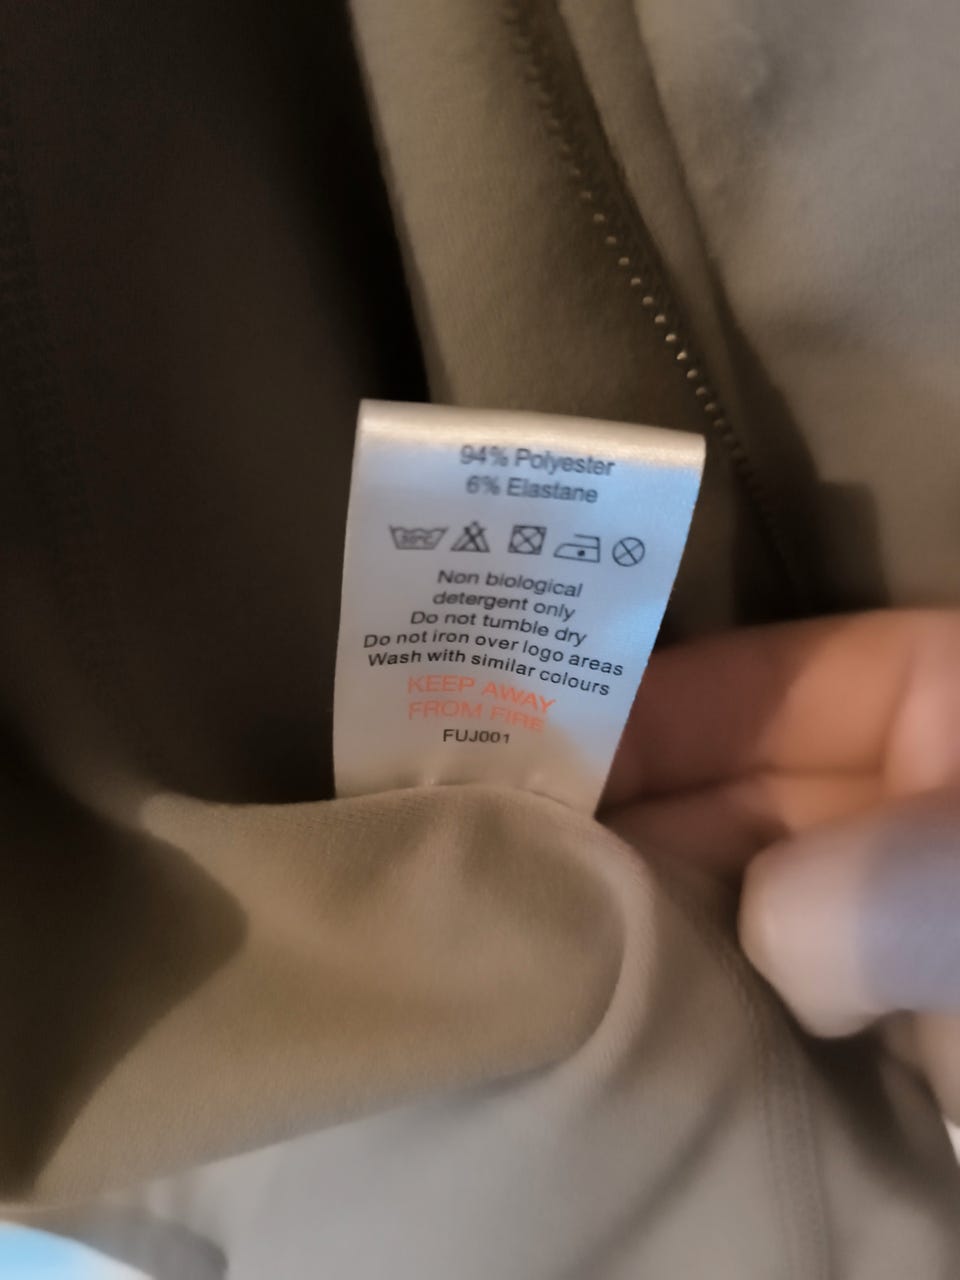 94% Polyester
6% Elastane
30°C
Non biological
detergent only
Do not tumble dry
Do not iron over logo areas
Wash with similar colours
KEEP AWAY
FROM FIRE
FUJ001